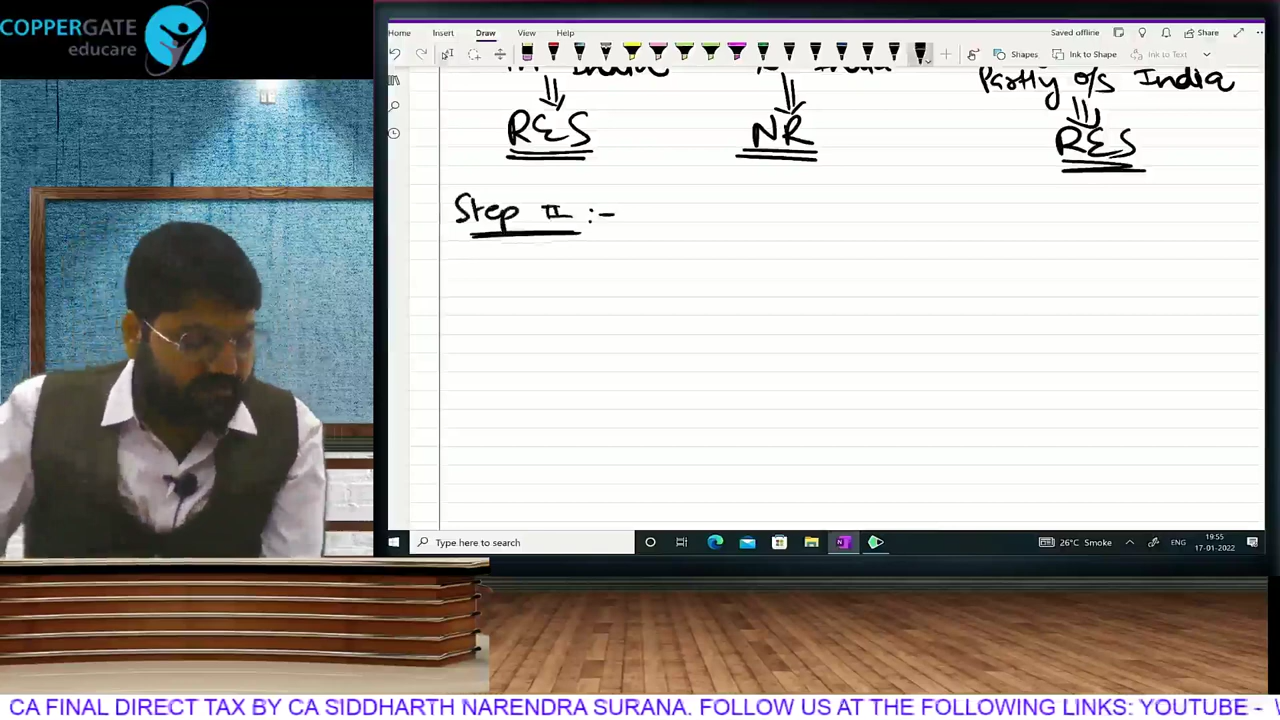 COPPERGATE
educare
Home Insert Draw View Help
Saved offline
Share
Shapes
Ink to Shape
Ink to Text
India
Partly o/s India
RES
NR
RES
Step II :-
Type here to search
26°C Smoke
ENG
19:55
17-01-2022
CA FINAL DIRECT TAX BY CA SIDDHARTH NARENDRA SURANA. FOLLOW US AT THE FOLLOWING LINKS: YOUTUBE -